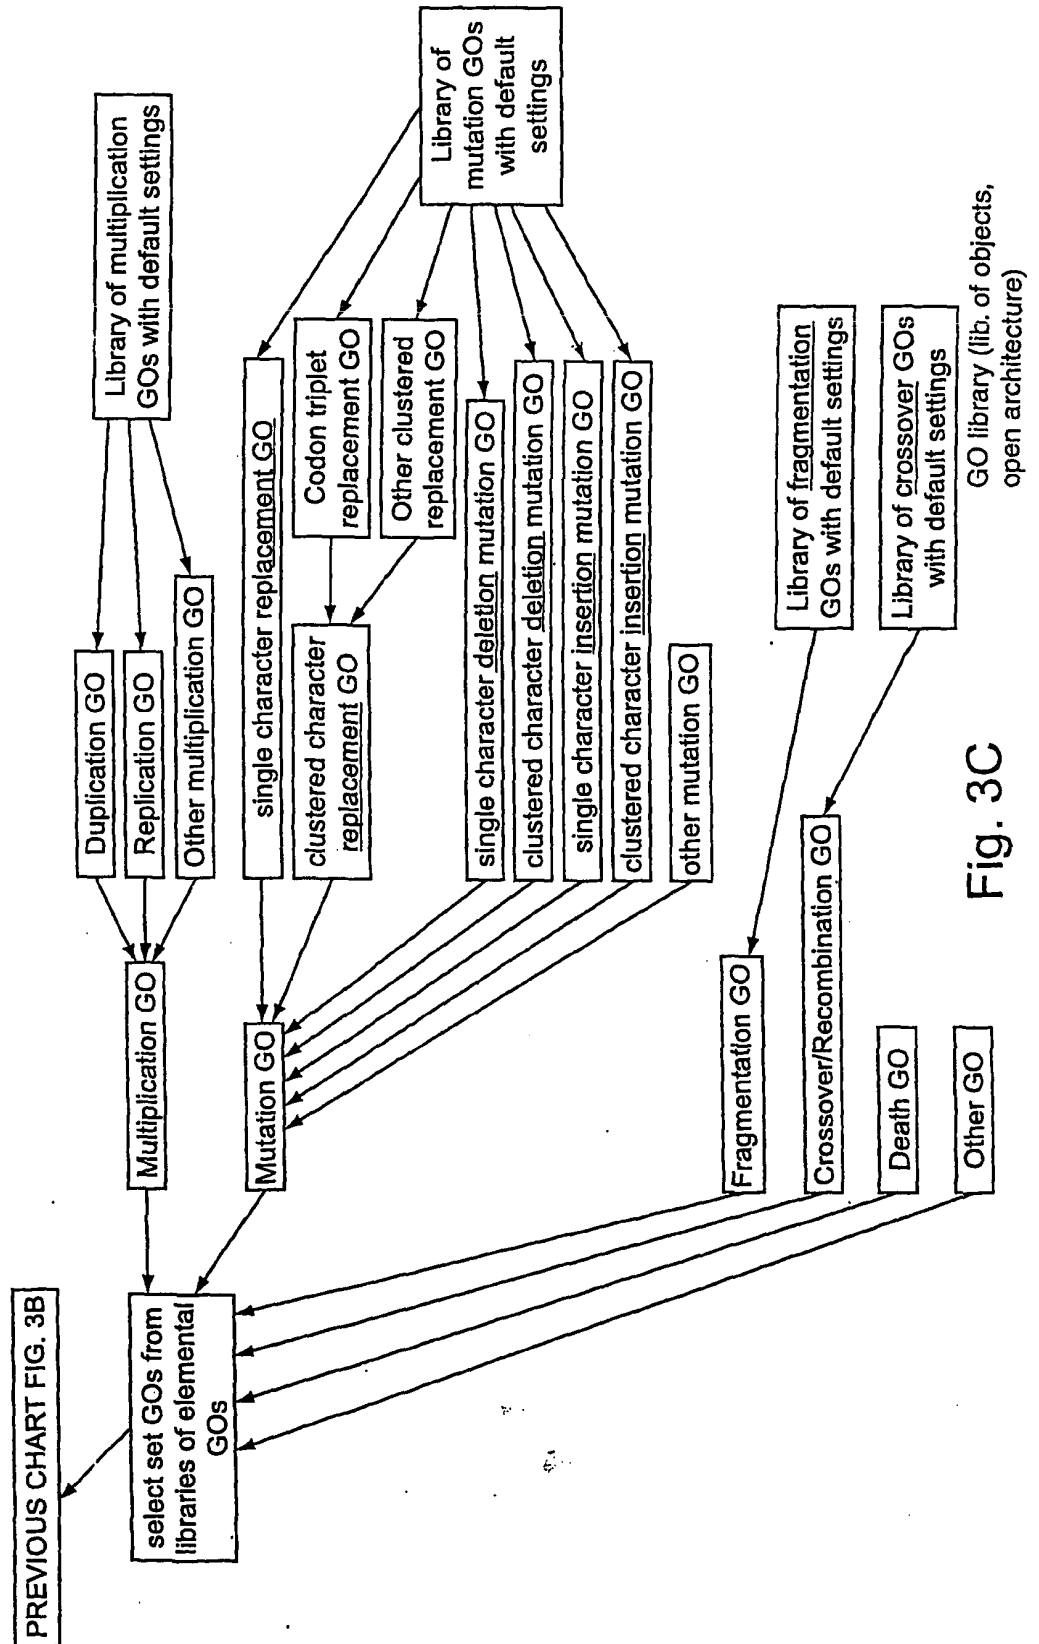 PREVIOUS CHART FIG. 3B
select set GOs from
libraries of elemental
GOs
Multiplication GO
Duplication GO
Replication GO
Other multiplication GO
Library of multiplication
GOs with default settings
Mutation GO
single character replacement GO
clustered character
replacement GO
Codon triplet
replacement GO
Other clustered
replacement GO
single character deletion mutation GO
clustered character deletion mutation GO
single character insertion mutation GO
clustered character insertion mutation GO
other mutation GO
Library of
mutation GOs
with default
settings
Fragmentation GO
Crossover/Recombination GO
Death GO
Other GO
Library of fragmentation
GOs with default settings
Library of crossover GOs
with default settings
GO library (lib. of objects,
open architecture)
Fig. 3C